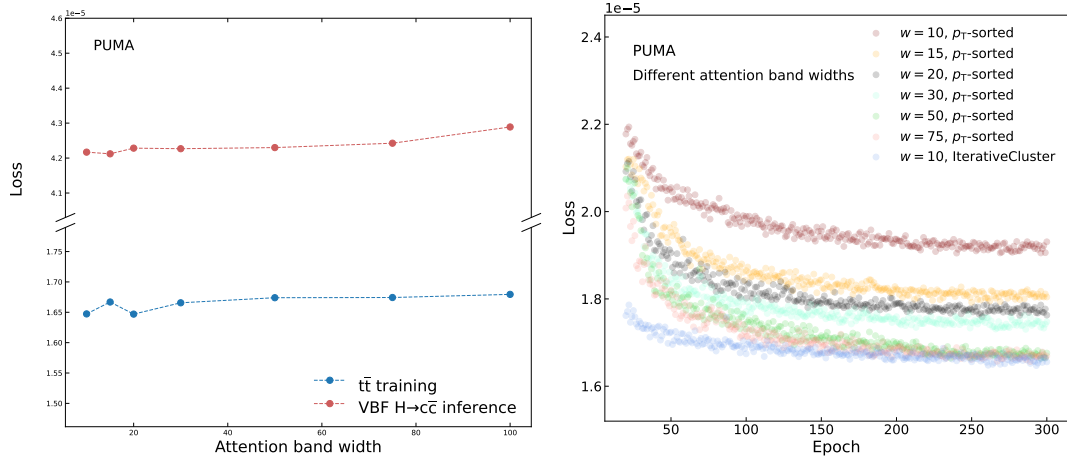 1e−5
4.6
4.5
4.4
4.3
4.2
4.1
1.75
1.70
1.65
1.60
1.55
1.50
20
40
60
80
100
PUMA
Loss
Attention band width
tt̅ training
VBF H→cc̅ inference
1e−5
2.4
2.2
2.0
1.8
1.6
50
100
150
200
250
300
PUMA
Different attention band widths
w = 10, pT-sorted
w = 15, pT-sorted
w = 20, pT-sorted
w = 30, pT-sorted
w = 50, pT-sorted
w = 75, pT-sorted
w = 10, IterativeCluster
Loss
Epoch